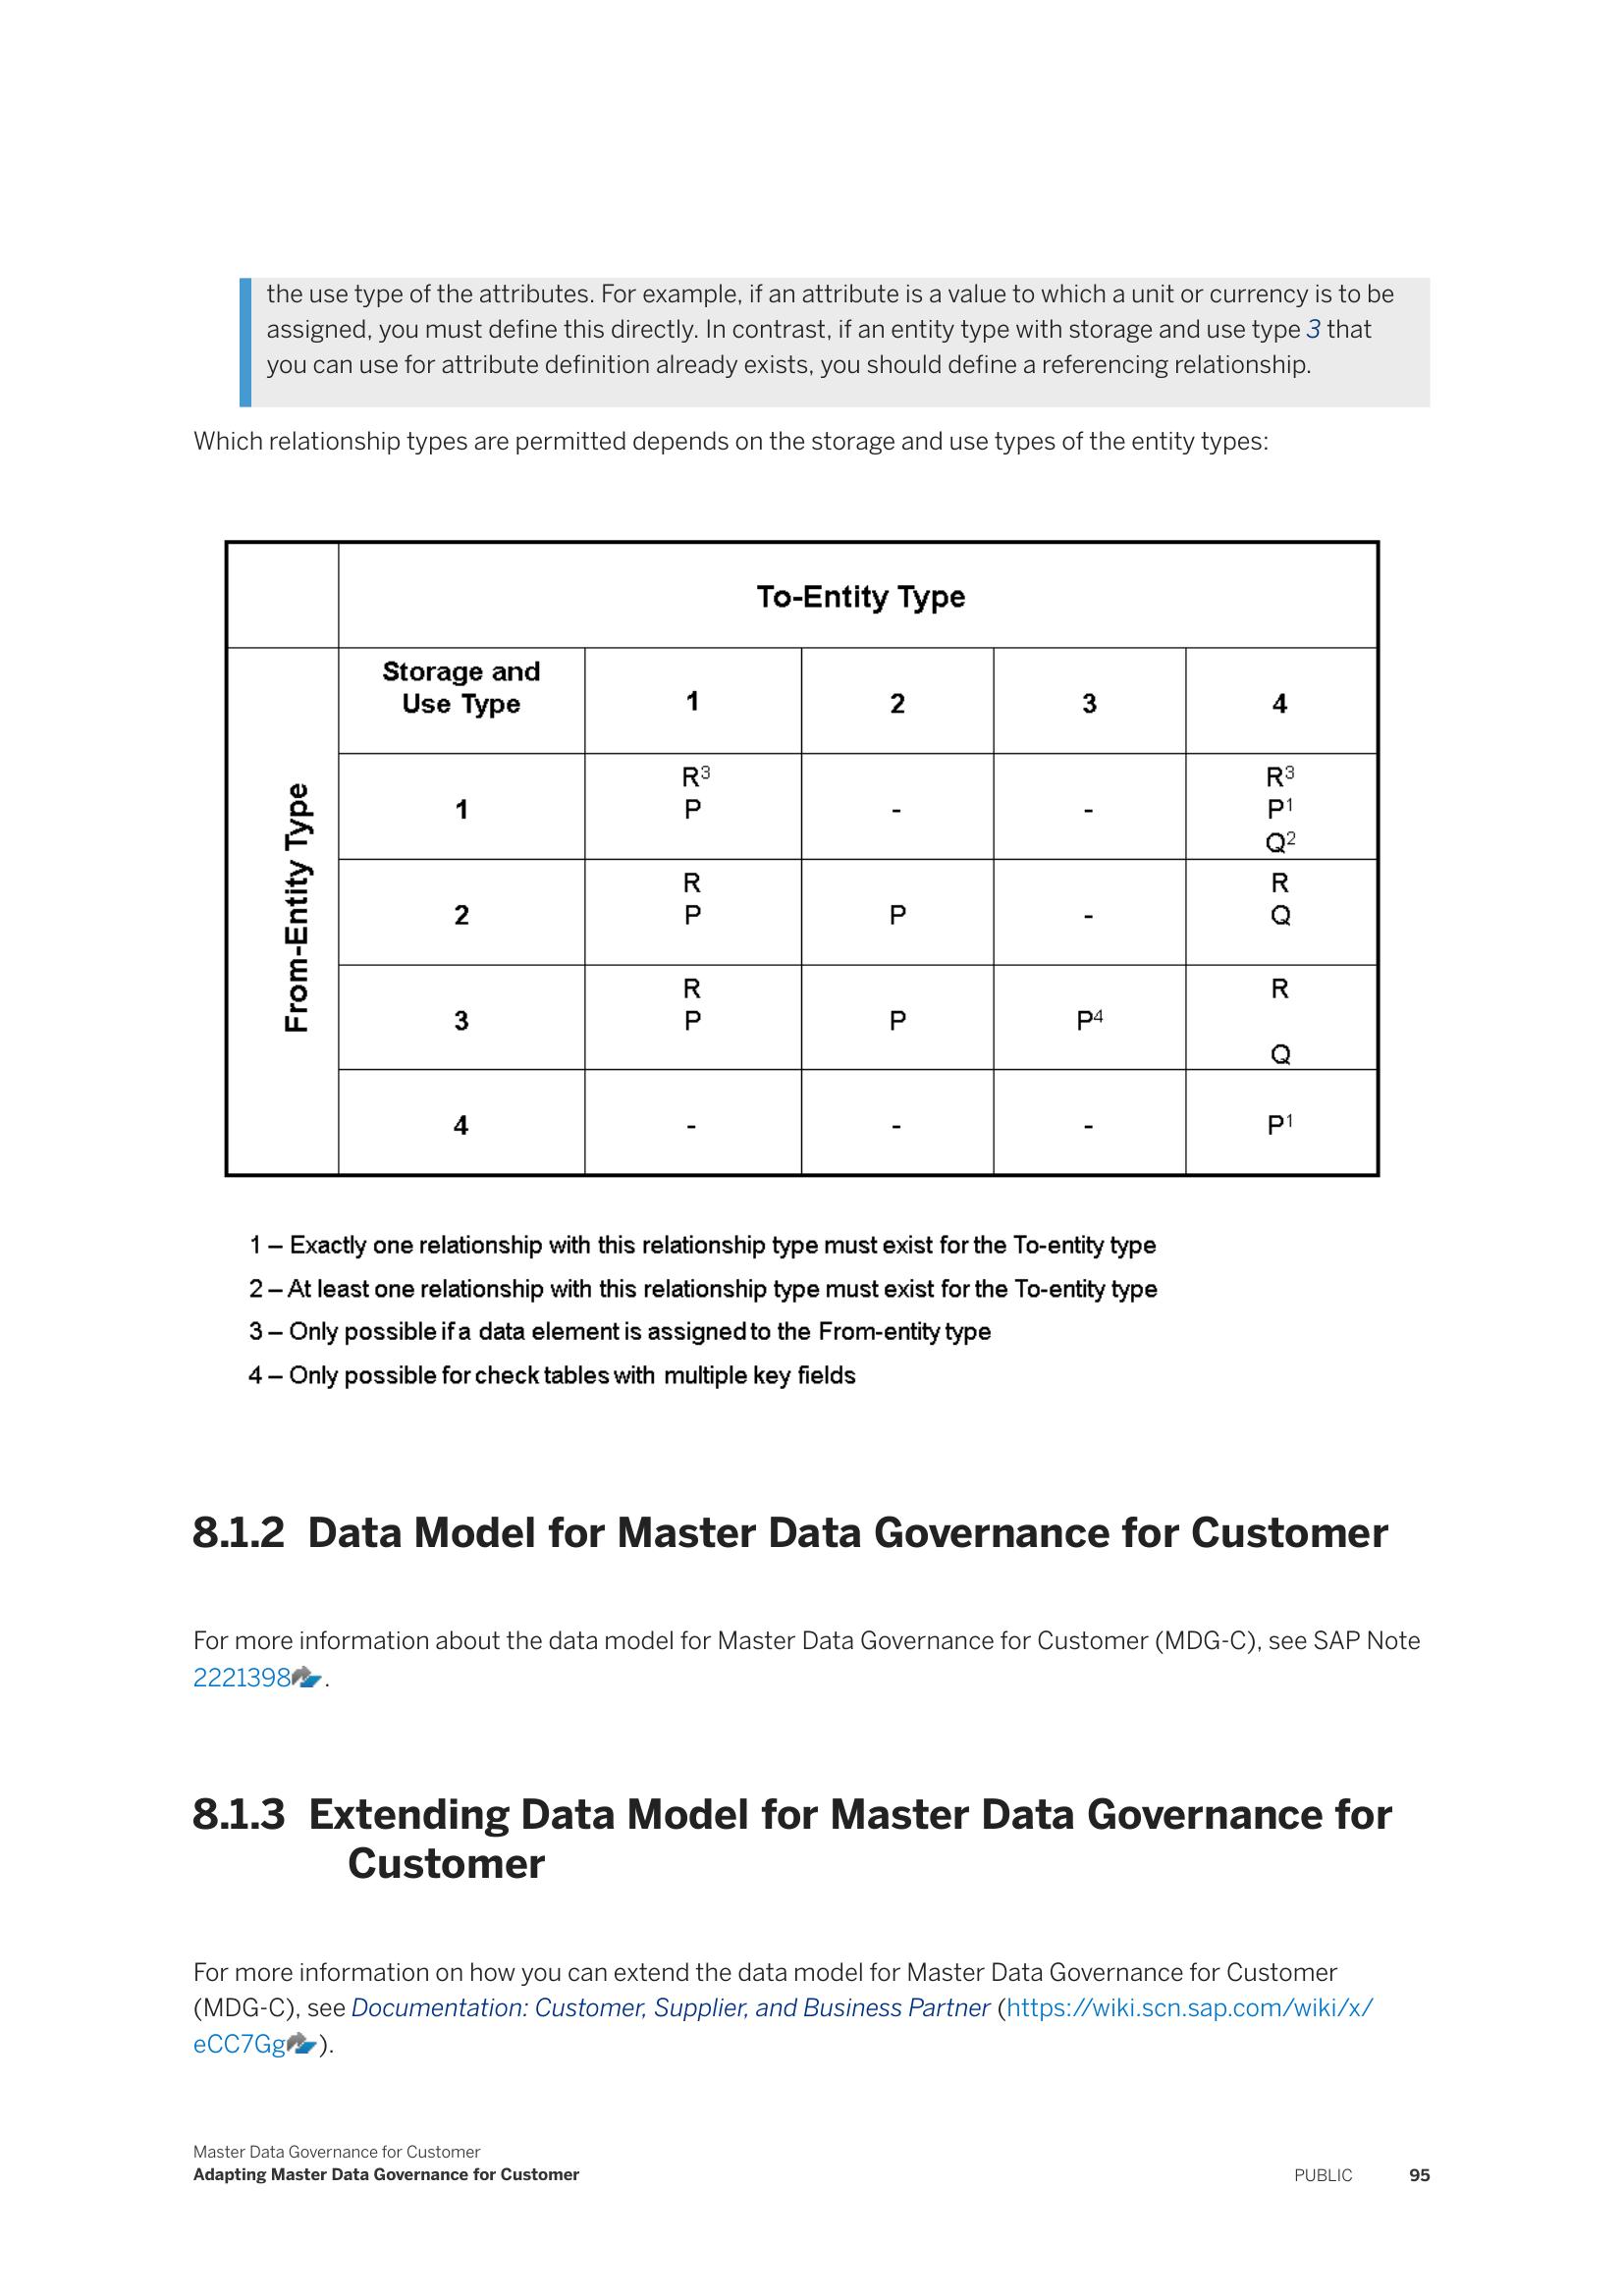 the use type of the attributes. For example, if an attribute is a value to which a unit or currency is to be
assigned, you must define this directly. In contrast, if an entity type with storage and use type 3 that
you can use for attribute definition already exists, you should define a referencing relationship.
Which relationship types are permitted depends on the storage and use types of the entity types:
To-Entity Type
From-Entity Type
Storage and
Use Type
1 2 3 4
1
R3
P
-
-
R3
P1
Q2
2
R
P
P
-
R
Q
3
R
P
P
P4
R
Q
4
-
-
-
P1
1 – Exactly one relationship with this relationship type must exist for the To-entity type
2 – At least one relationship with this relationship type must exist for the To-entity type
3 – Only possible if a data element is assigned to the From-entity type
4 – Only possible for check tables with multiple key fields
8.1.2 Data Model for Master Data Governance for Customer
For more information about the data model for Master Data Governance for Customer (MDG-C), see SAP Note
2221398.
8.1.3 Extending Data Model for Master Data Governance for
Customer
For more information on how you can extend the data model for Master Data Governance for Customer
(MDG-C), see Documentation: Customer, Supplier, and Business Partner (https://wiki.scn.sap.com/wiki/x/
eCC7Gg).
Master Data Governance for Customer
Adapting Master Data Governance for Customer
PUBLIC 95